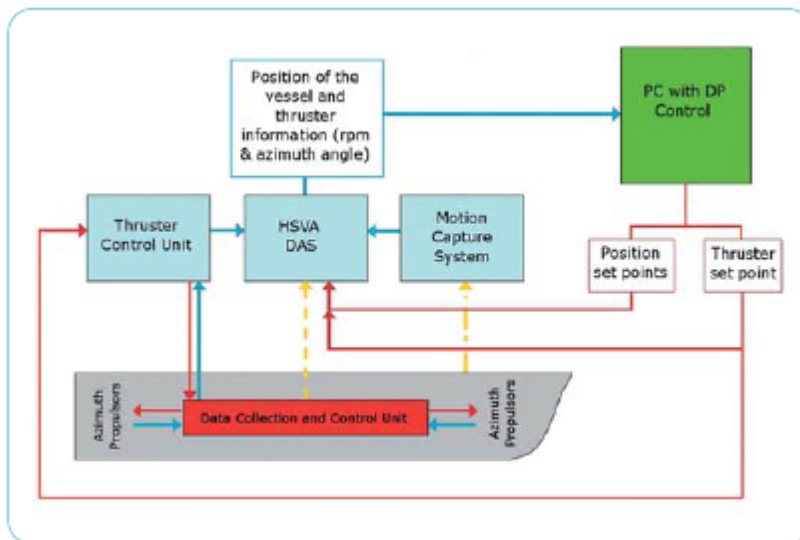 Position of the
vessel and
thruster
information (rpm
& azimuth angle)
PC with DP
Control
Thruster
Control Unit
HSVA
DAS
Motion
Capture
System
Position
set points
Thruster
set point
Azimuth
Propulsors
Data Collection and Control Unit
Azimuth
Propulsors